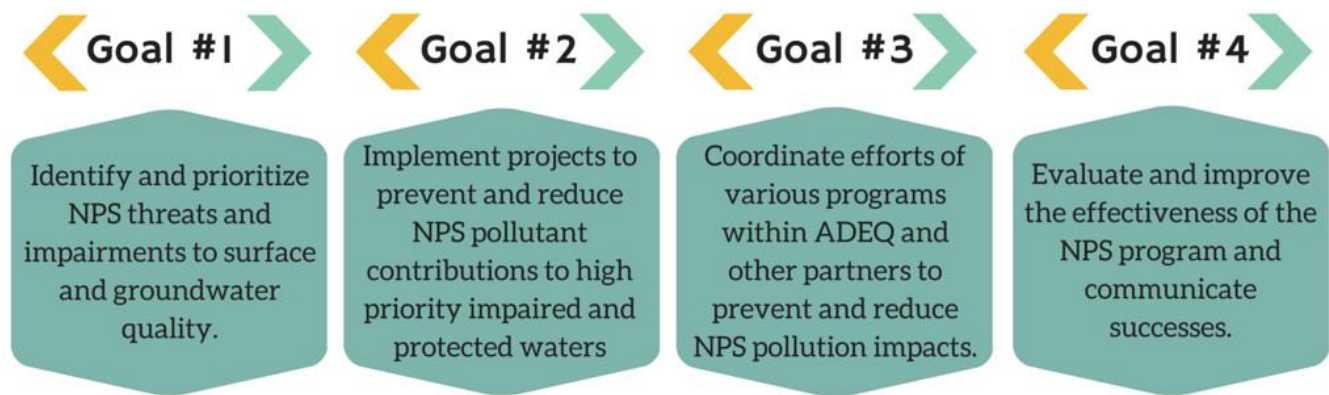 Goal #1
Identify and prioritize
NPS threats and
impairments to surface
and groundwater
quality.
Goal #2
Implement projects to
prevent and reduce
NPS pollutant
contributions to high
priority impaired and
protected waters
Goal #3
Coordinate efforts of
various programs
within ADEQ and
other partners to
prevent and reduce
NPS pollution impacts.
Goal #4
Evaluate and improve
the effectiveness of the
NPS program and
communicate
successes.